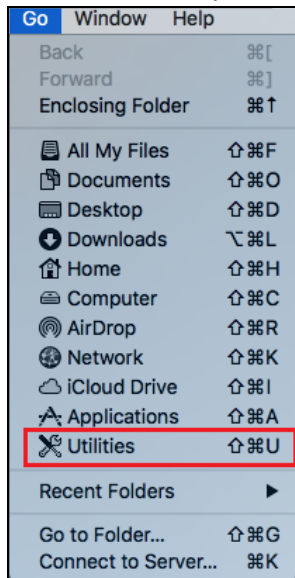 Go Window Help
Back ⌘[
Forward ⌘]
Enclosing Folder ⌘↑
All My Files ⇧⌘F
Documents ⇧⌘O
Desktop ⇧⌘D
Downloads ⌥⌘L
Home ⇧⌘H
Computer ⇧⌘C
AirDrop ⇧⌘R
Network ⇧⌘K
iCloud Drive ⇧⌘I
Applications ⇧⌘A
Utilities ⇧⌘U
Recent Folders ▶
Go to Folder... ⇧⌘G
Connect to Server... ⌘K